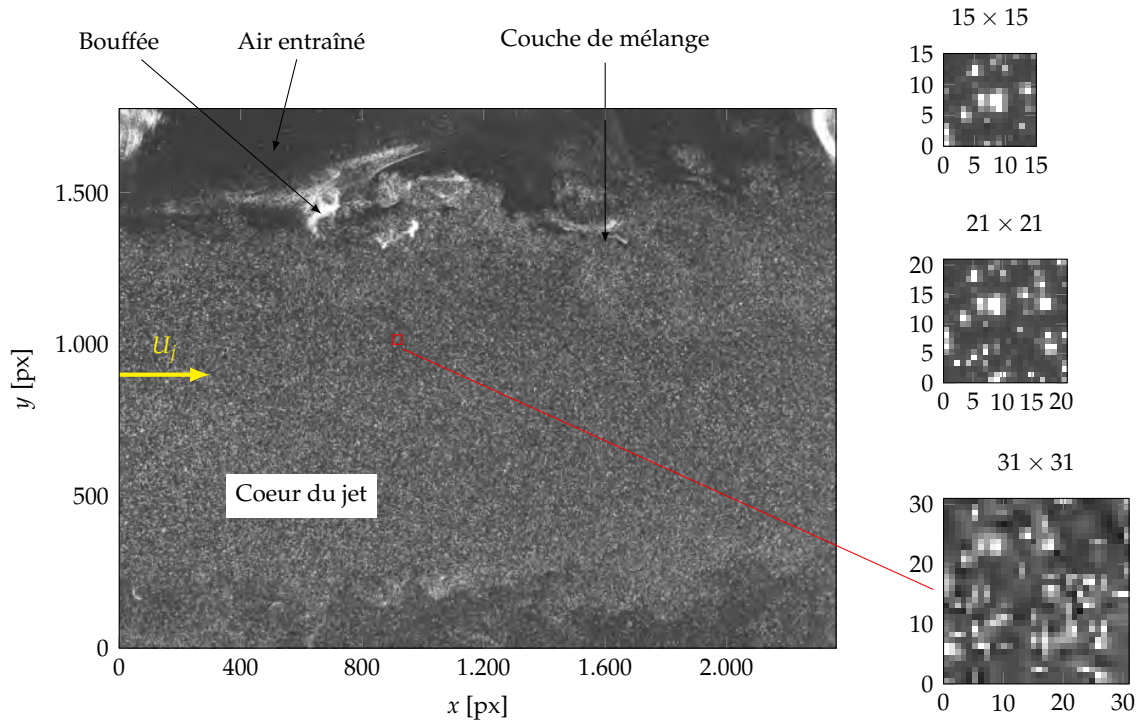 Bouffée
Air entraîné
Couche de mélange
1.500
1.000
500
0
y [px]
U_j
Coeur du jet
0 400 800 1.200 1.600 2.000
x [px]
15 × 15
15
10
5
0
0 5 10 15
21 × 21
20
15
10
5
0
0 5 10 15 20
31 × 31
30
20
10
0
0 10 20 30